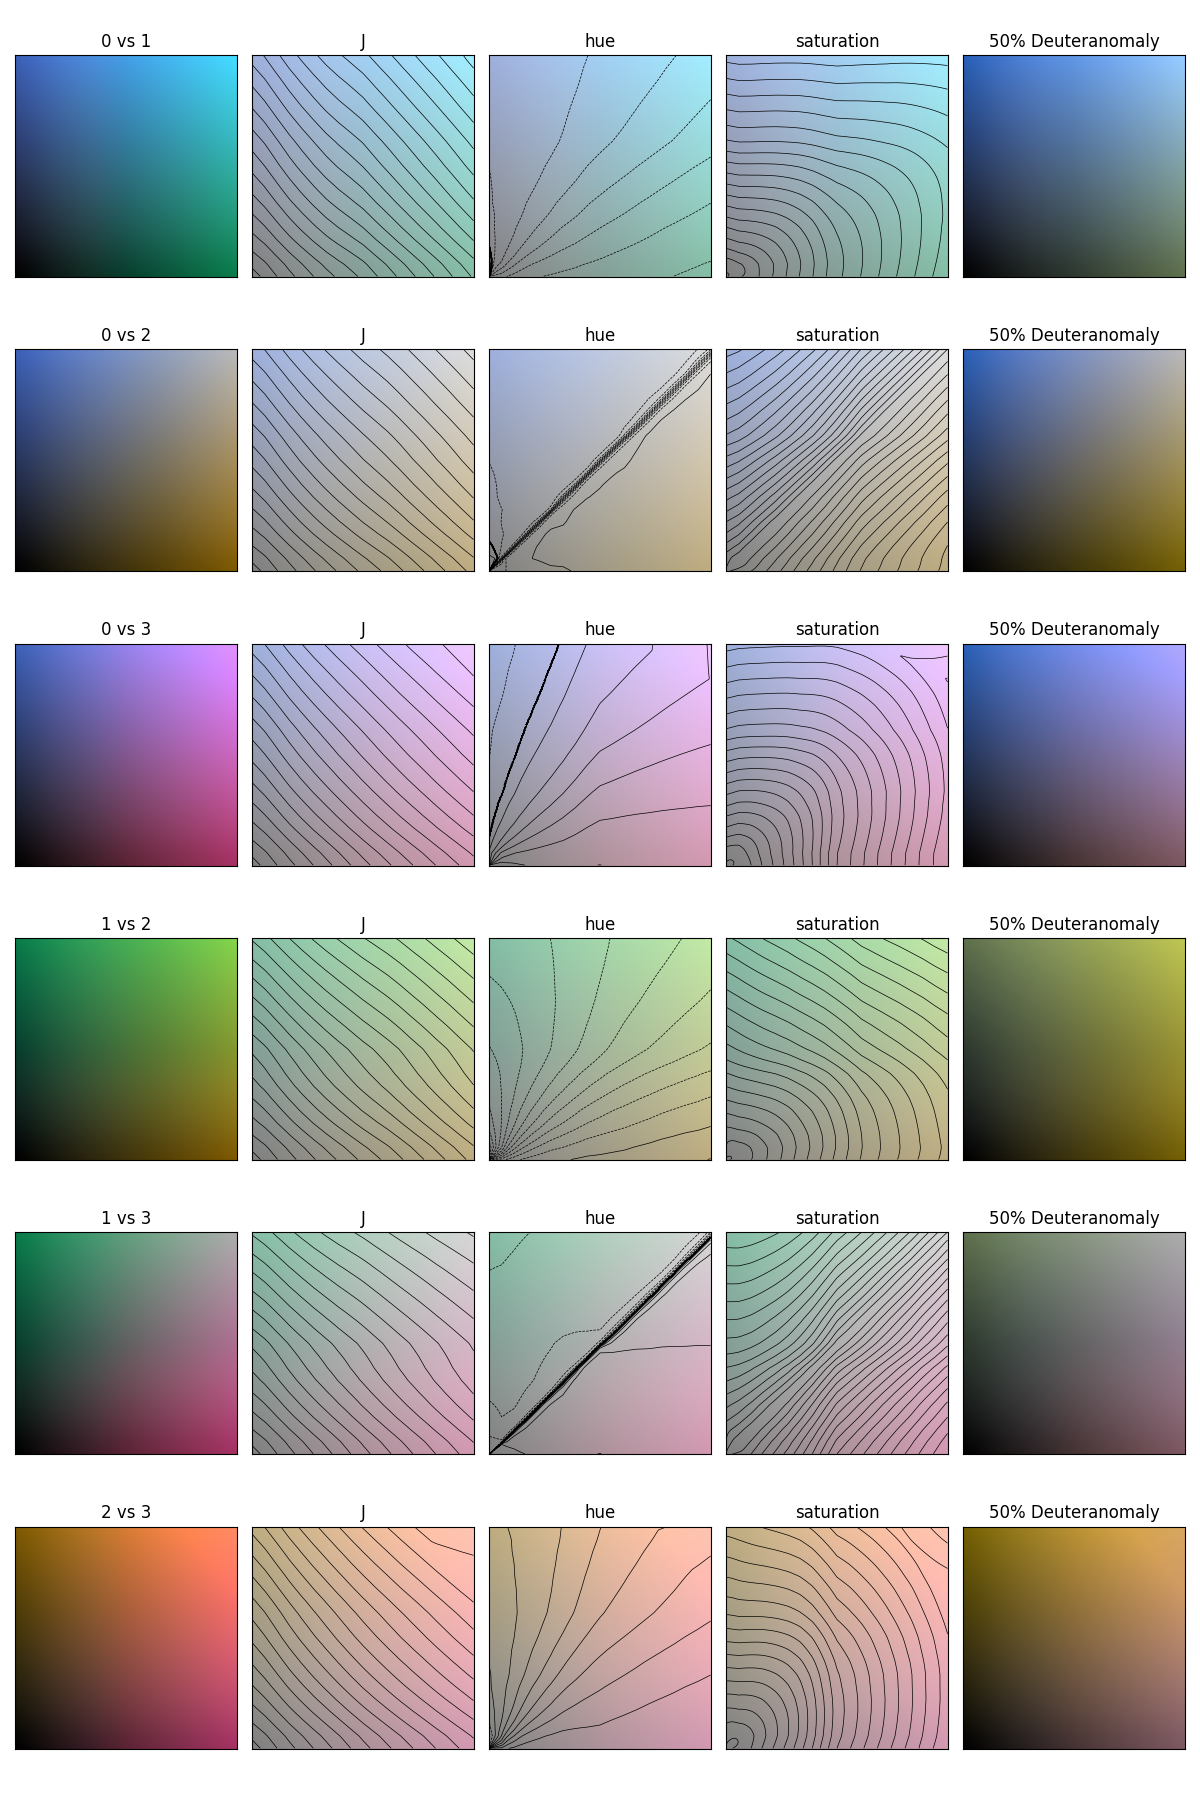 0 vs 1 J hue saturation 50% Deuteranomaly
0 vs 2 J hue saturation 50% Deuteranomaly
0 vs 3 J hue saturation 50% Deuteranomaly
1 vs 2 J hue saturation 50% Deuteranomaly
1 vs 3 J hue saturation 50% Deuteranomaly
2 vs 3 J hue saturation 50% Deuteranomaly